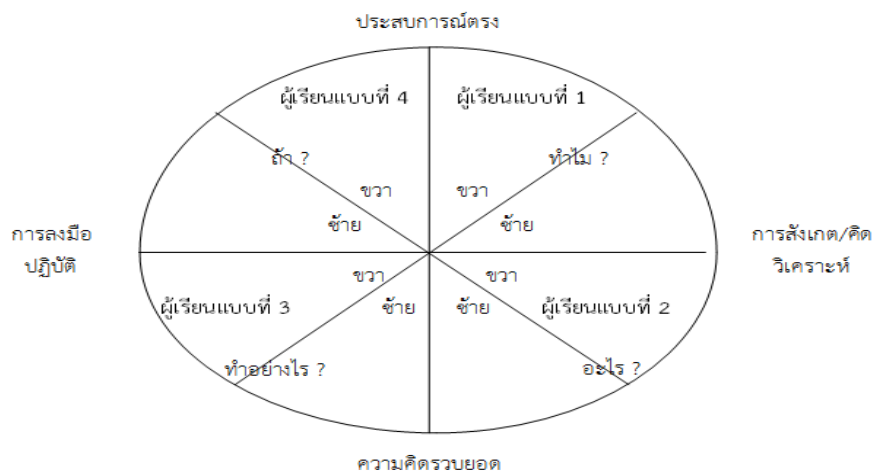 ประสบการณ์ตรง
ผู้เรียนแบบที่ 4
ผู้เรียนแบบที่ 1
ถ้า ?
ทำไม ?
ขวา
ขวา
ซ้าย
ซ้าย
การลงมือ
ปฏิบัติ
การสังเกต/คิด
วิเคราะห์
ขวา
ขวา
ผู้เรียนแบบที่ 3
ซ้าย
ซ้าย
ผู้เรียนแบบที่ 2
ทำอย่างไร ?
อะไร ?
ความคิดรวบยอด